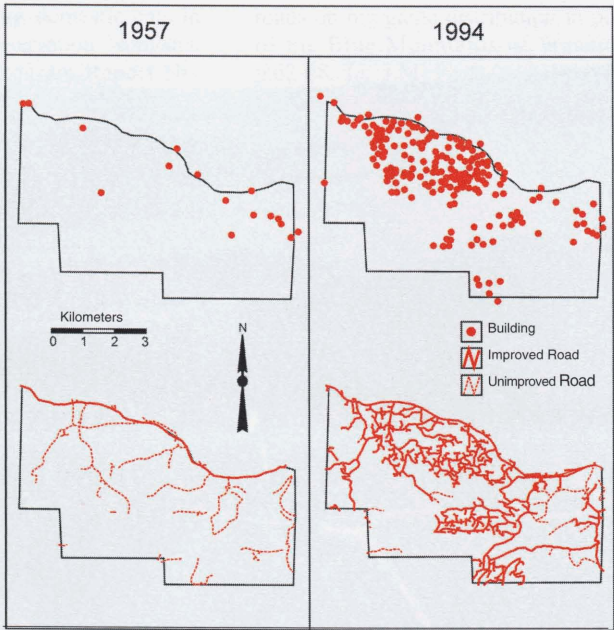 1957
1994
Kilometers
0 1 2 3
N
Building
Improved Road
Unimproved Road